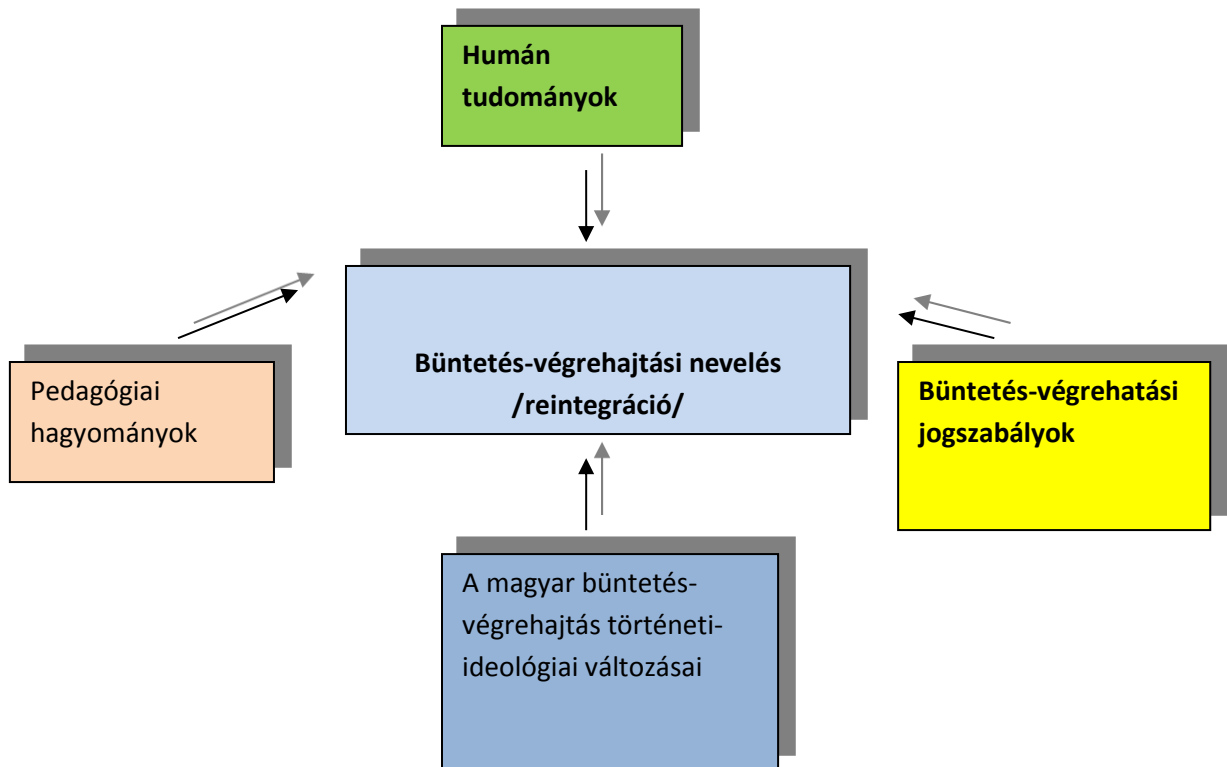 Humán
tudományok
Büntetés-végrehajtási nevelés
/reintegráció/
Pedagógiai
hagyományok
Büntetés-végrehatási
jogszabályok
A magyar büntetés-
végrehajtás történeti-
ideológiai változásai